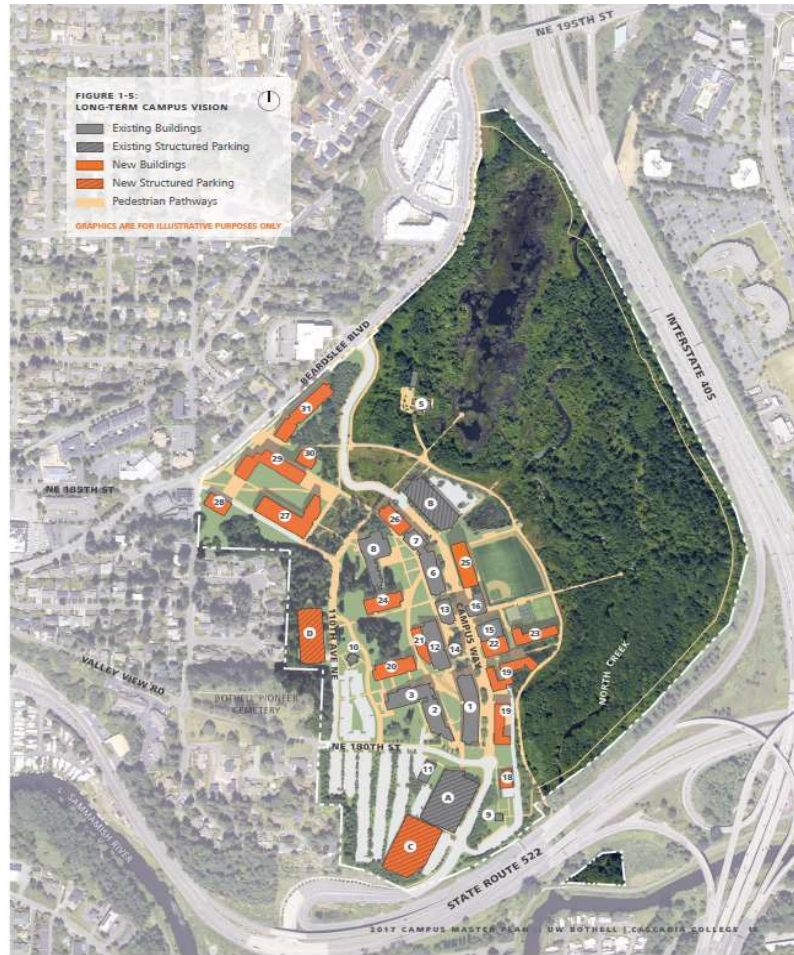 NE 195TH ST
FIGURE 1-5:
LONG-TERM CAMPUS VISION
Existing Buildings
Existing Structured Parking
New Buildings
New Structured Parking
Pedestrian Pathways
GRAPHICS ARE FOR ILLUSTRATIVE PURPOSES ONLY
INTERSTATE 405
BEARDSLEE BLVD
31
5
30
29
NE 185TH ST
B
28
27
26
7
8
25
6
24
16
13
CAMPUS WAY
D
110TH AVE NE
15
23
21
12
22
14
10
20
19
VALLEY VIEW RD
BOTHELL PIONEER
CEMETERY
NORTH CREEK
3
2
1
19
NE 180TH ST
11
18
A
9
SAMMAMISH
RIVER
C
STATE ROUTE 522
2017 CAMPUS MASTER PLAN | UW BOTHELL | CASCADIA COLLEGE